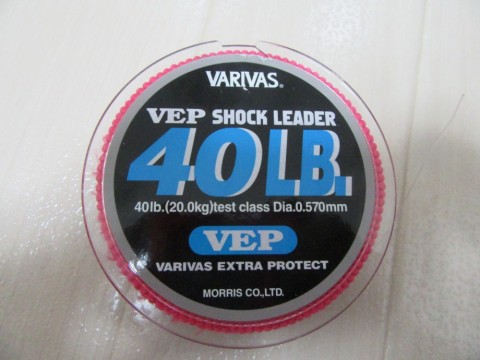 VARIVAS®
VEP SHOCK LEADER
40LB.
40lb.(20.0kg)test class Dia.0.570mm
VEP
VARIVAS EXTRA PROTECT
MORRIS CO.,LTD.